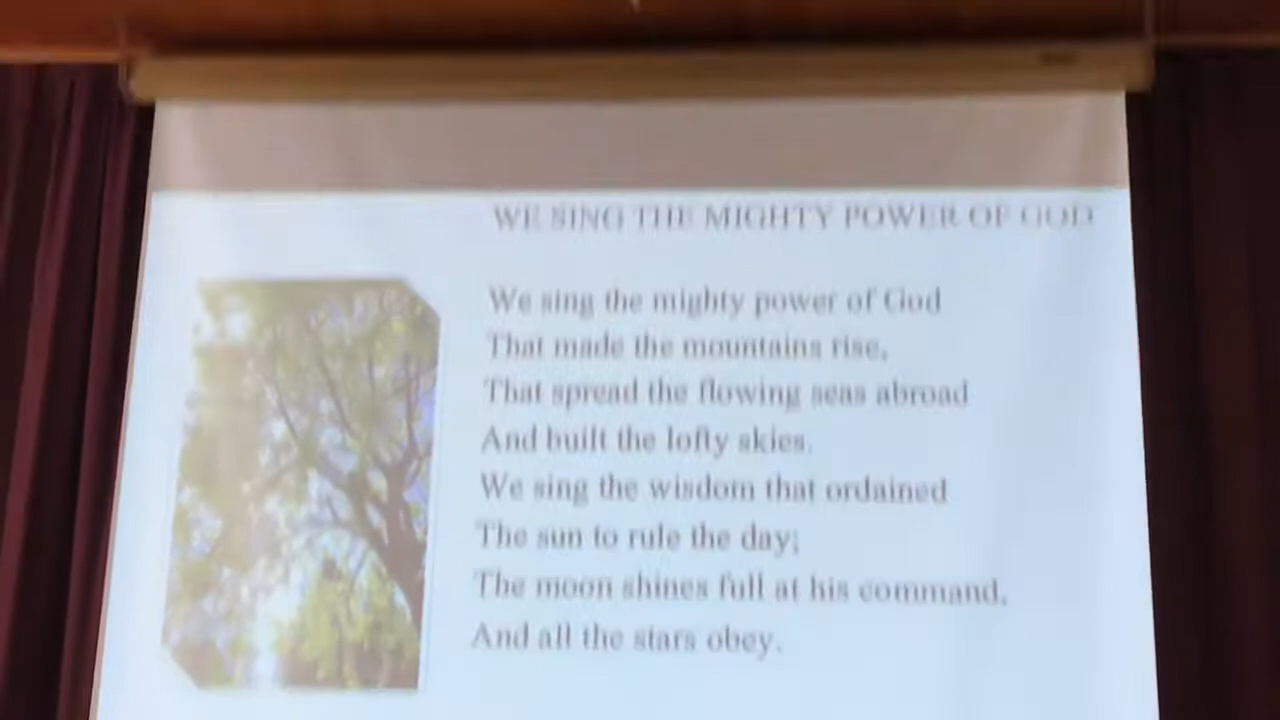 WE SING THE MIGHTY POWER OF GOD
We sing the mighty power of God
That made the mountains rise,
That spread the flowing seas abroad
And built the lofty skies.
We sing the wisdom that ordained
The sun to rule the day;
The moon shines full at his command,
And all the stars obey.